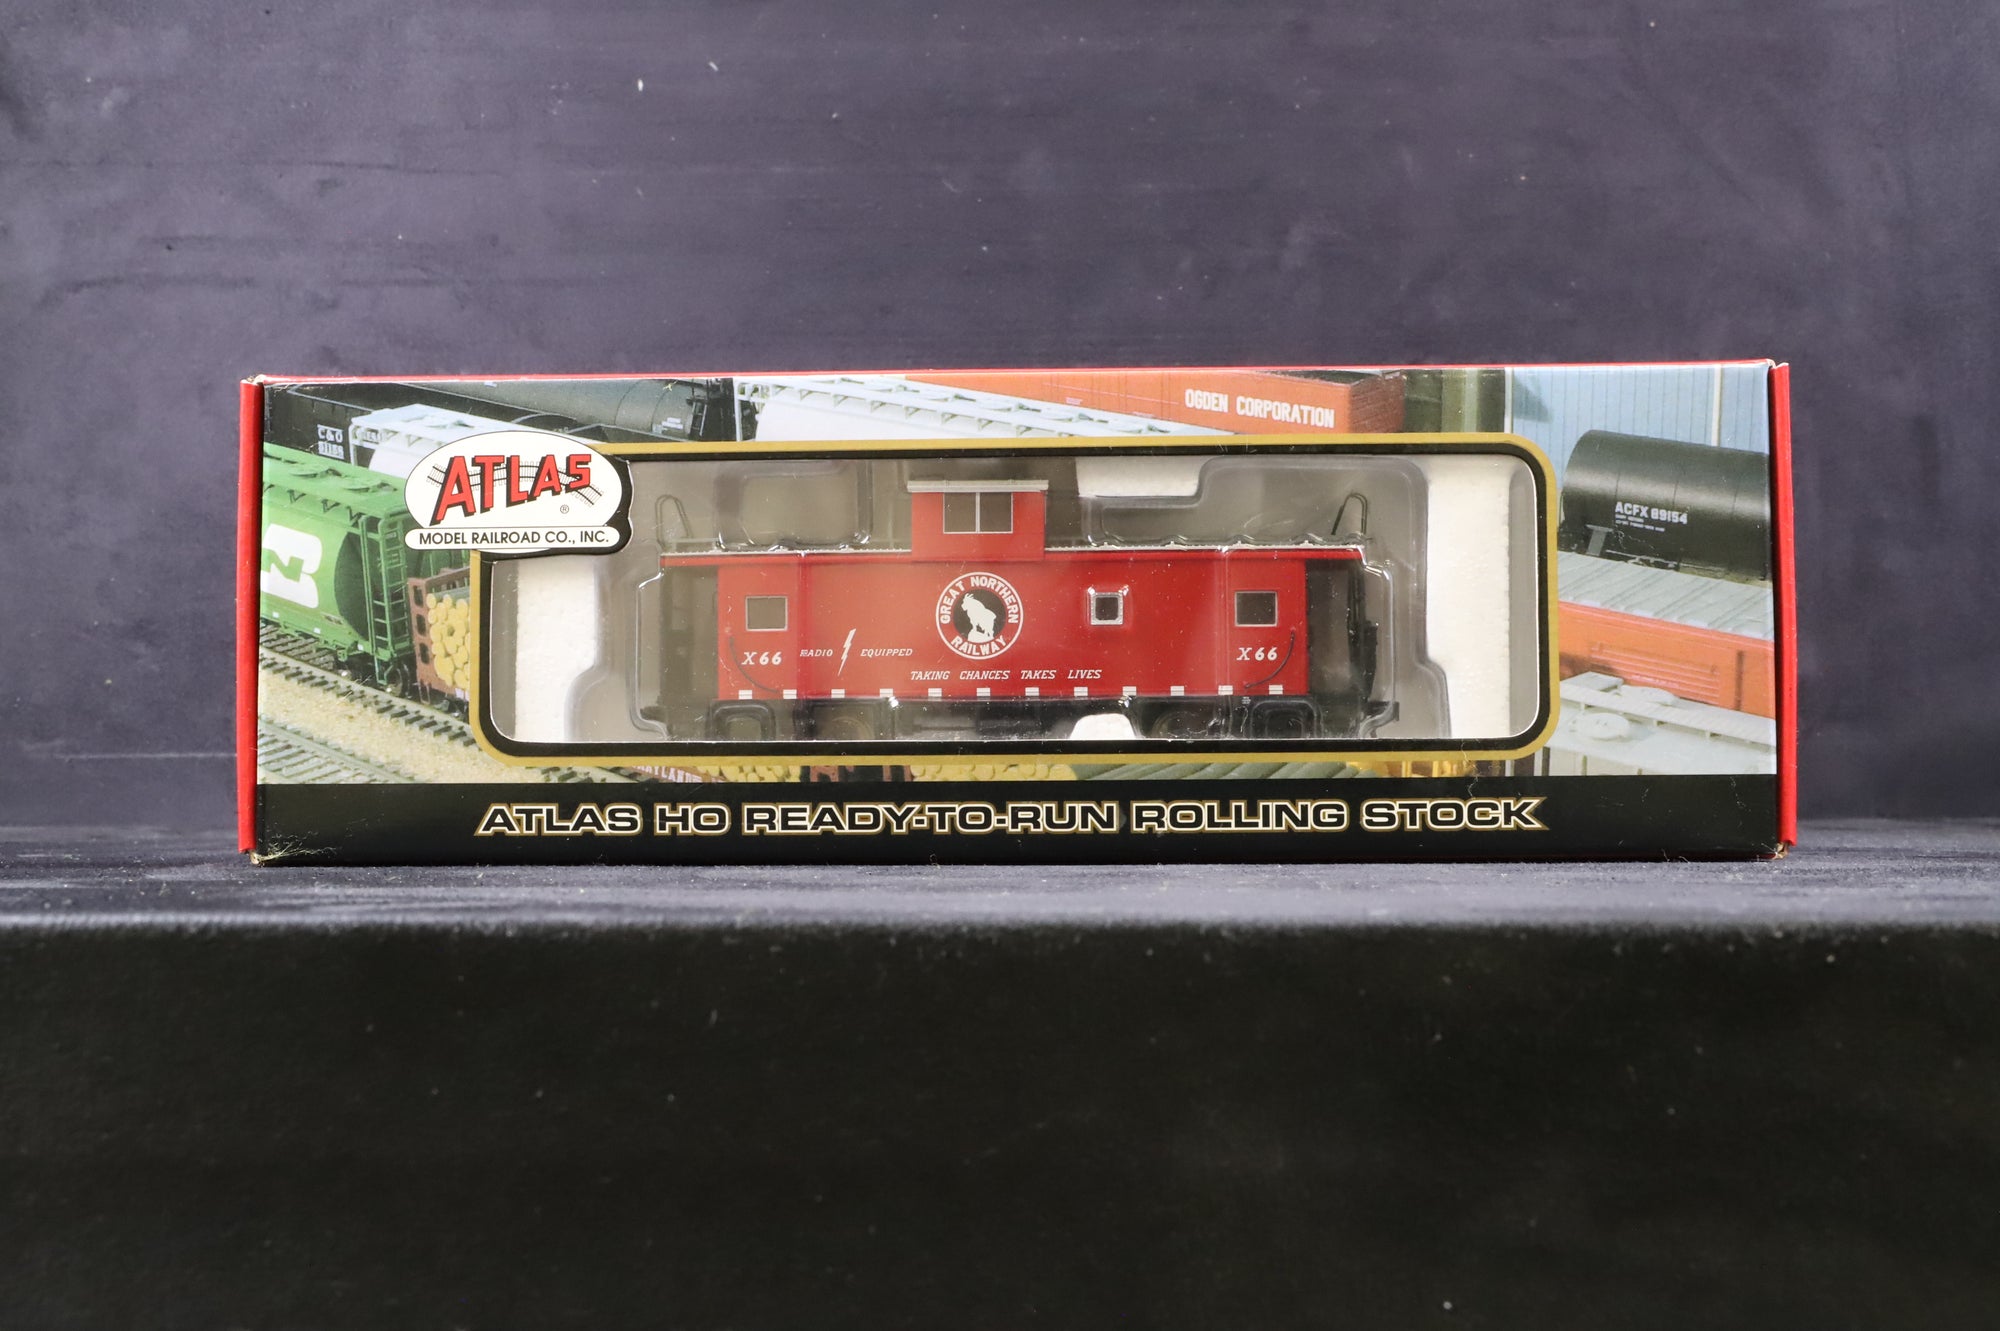 OGDEN CORPORATION
C&O
ATLAS
®
MODEL RAILROAD CO., INC.
ACFX 89154
GREAT NORTHERN
RAILWAY
X66 RADIO EQUIPPED X66
TAKING CHANCES TAKES LIVES
ATLAS HO READY-TO-RUN ROLLING STOCK